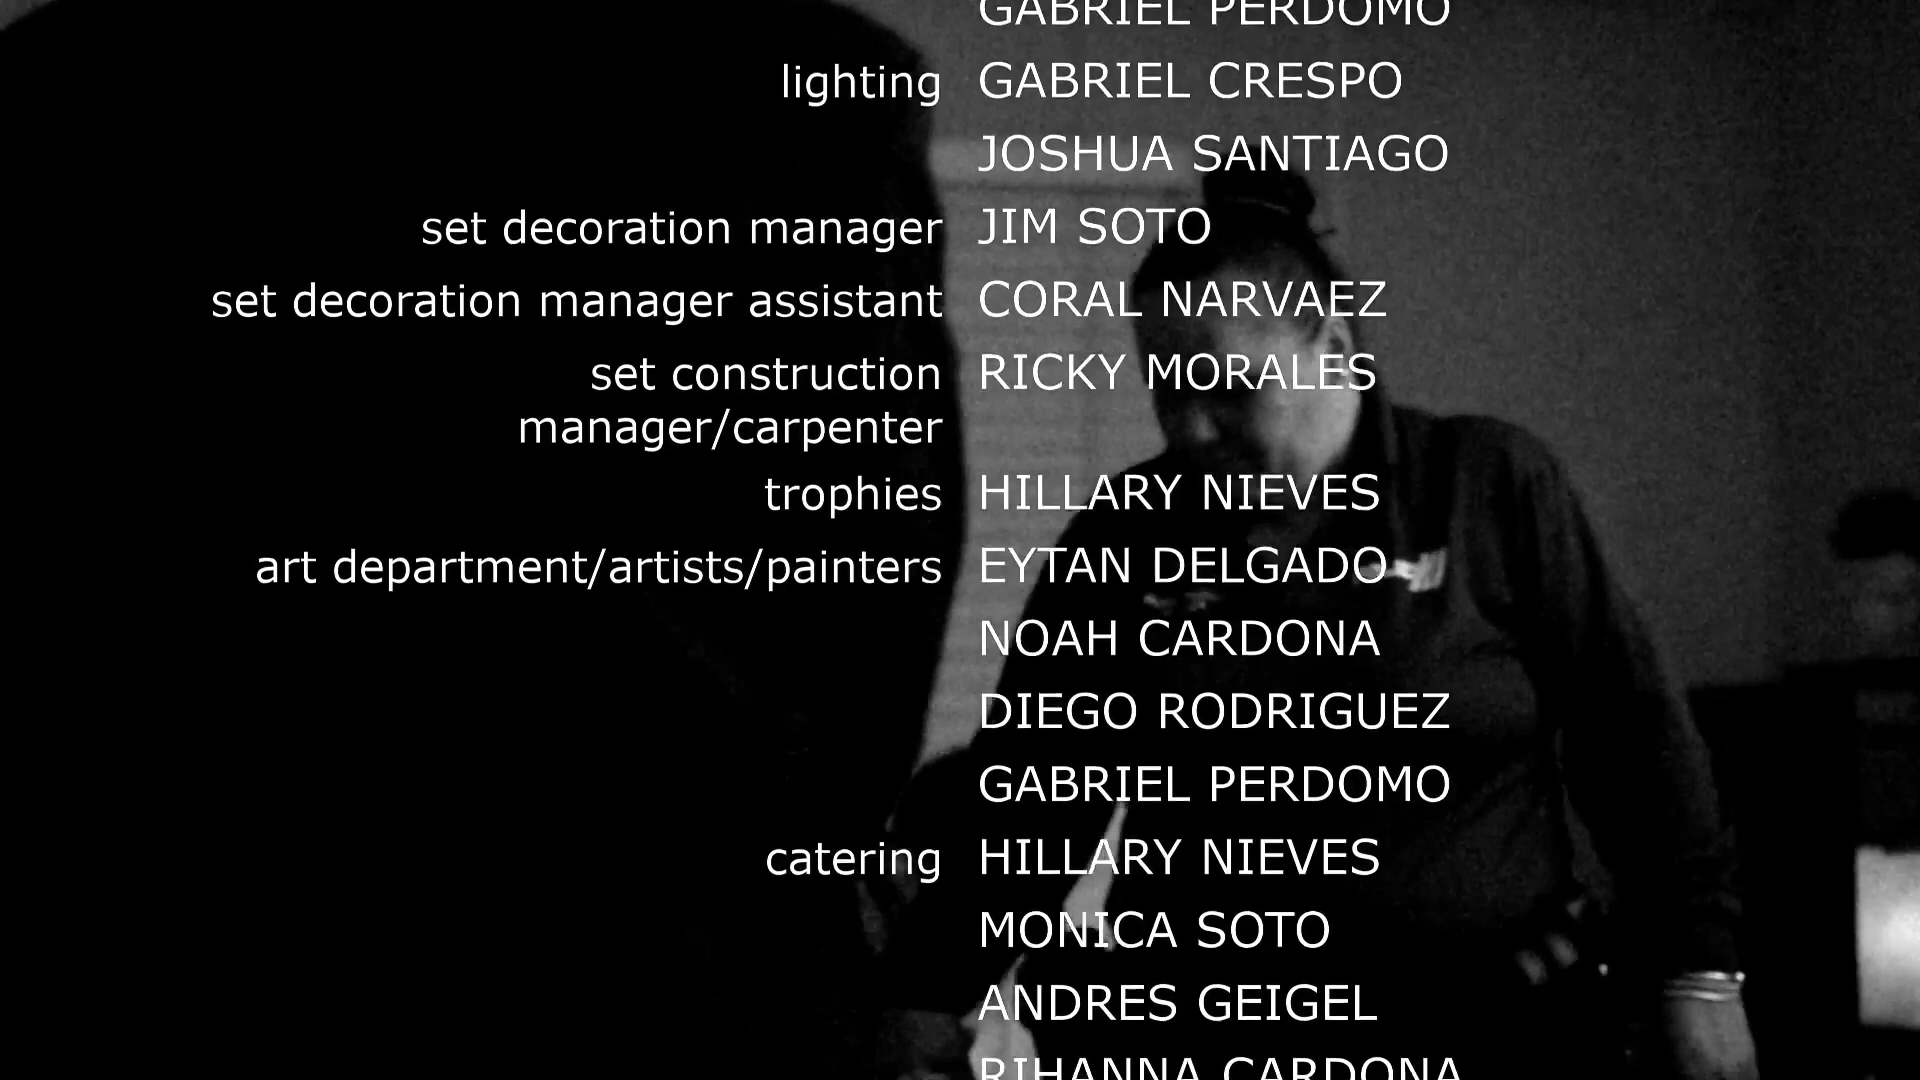 GABRIEL PERDOMO
lighting GABRIEL CRESPO
JOSHUA SANTIAGO
set decoration manager JIM SOTO
set decoration manager assistant CORAL NARVAEZ
set construction RICKY MORALES
manager/carpenter
trophies HILLARY NIEVES
art department/artists/painters EYTAN DELGADO
NOAH CARDONA
DIEGO RODRIGUEZ
GABRIEL PERDOMO
catering HILLARY NIEVES
MONICA SOTO
ANDRES GEIGEL
RIHANNA CARDONA